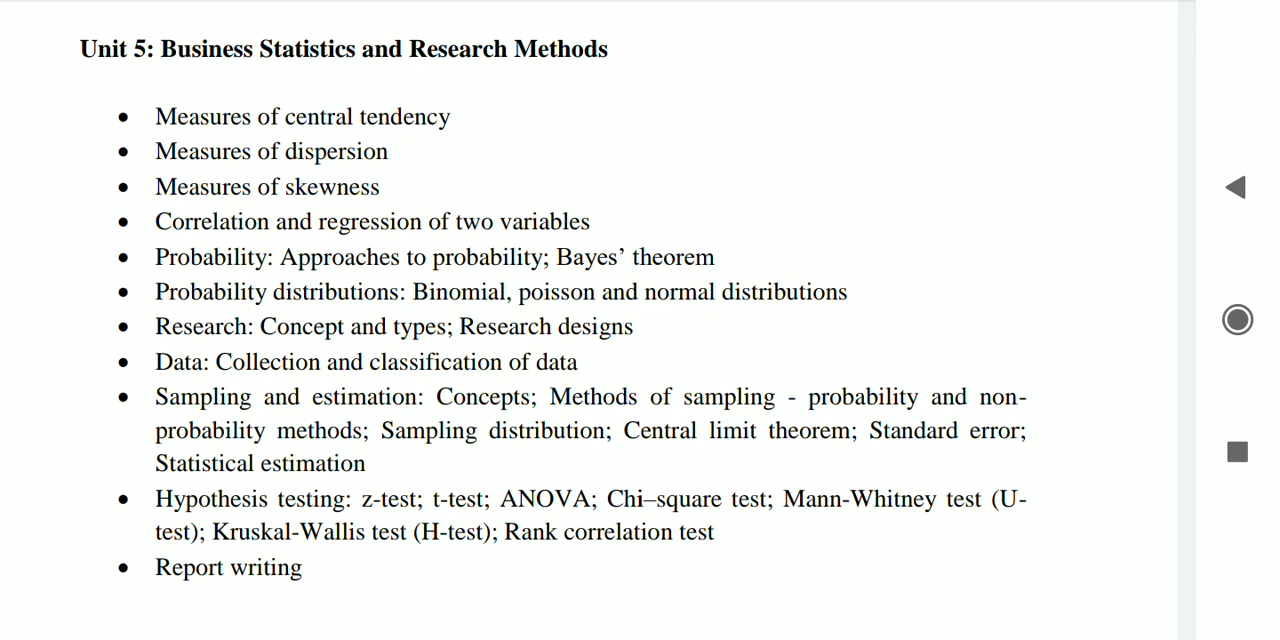 Unit 5: Business Statistics and Research Methods
• Measures of central tendency
• Measures of dispersion
• Measures of skewness
• Correlation and regression of two variables
• Probability: Approaches to probability; Bayes’ theorem
• Probability distributions: Binomial, poisson and normal distributions
• Research: Concept and types; Research designs
• Data: Collection and classification of data
• Sampling and estimation: Concepts; Methods of sampling - probability and non-
probability methods; Sampling distribution; Central limit theorem; Standard error;
Statistical estimation
• Hypothesis testing: z-test; t-test; ANOVA; Chi–square test; Mann-Whitney test (U-
test); Kruskal-Wallis test (H-test); Rank correlation test
• Report writing